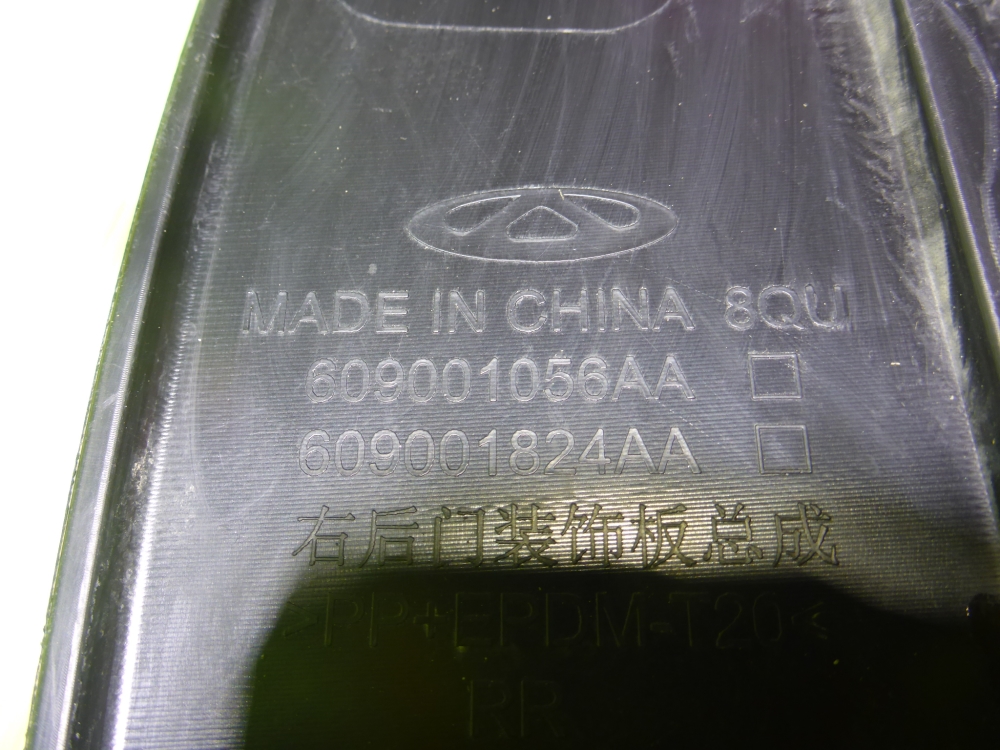 MADE IN CHINA 8QU
609001056AA □
609001824AA □
右后门装饰板总成
>PP+EPDM-T20<
RR